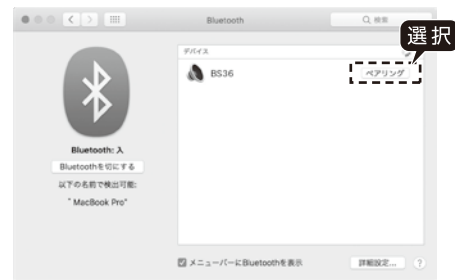 Bluetooth
検索
選択
デバイス
BS36
ペアリング
Bluetooth: 入
Bluetoothを切にする
以下の名前で検出可能:
"MacBook Pro"
メニューバーにBluetoothを表示
詳細設定...
?